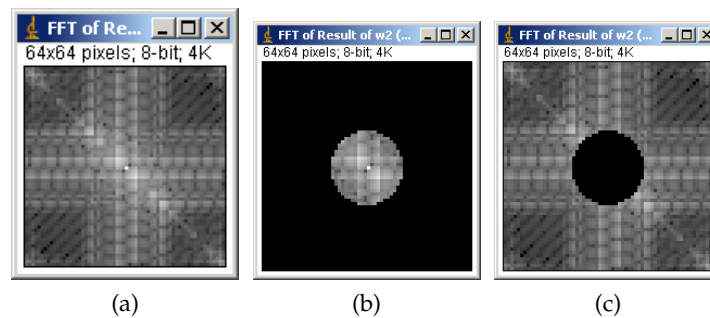 FFT of Re...
64x64 pixels; 8-bit; 4K
FFT of Result of w2 (...
64x64 pixels; 8-bit; 4K
FFT of Result of w2 (...
64x64 pixels; 8-bit; 4K
(a)
(b)
(c)